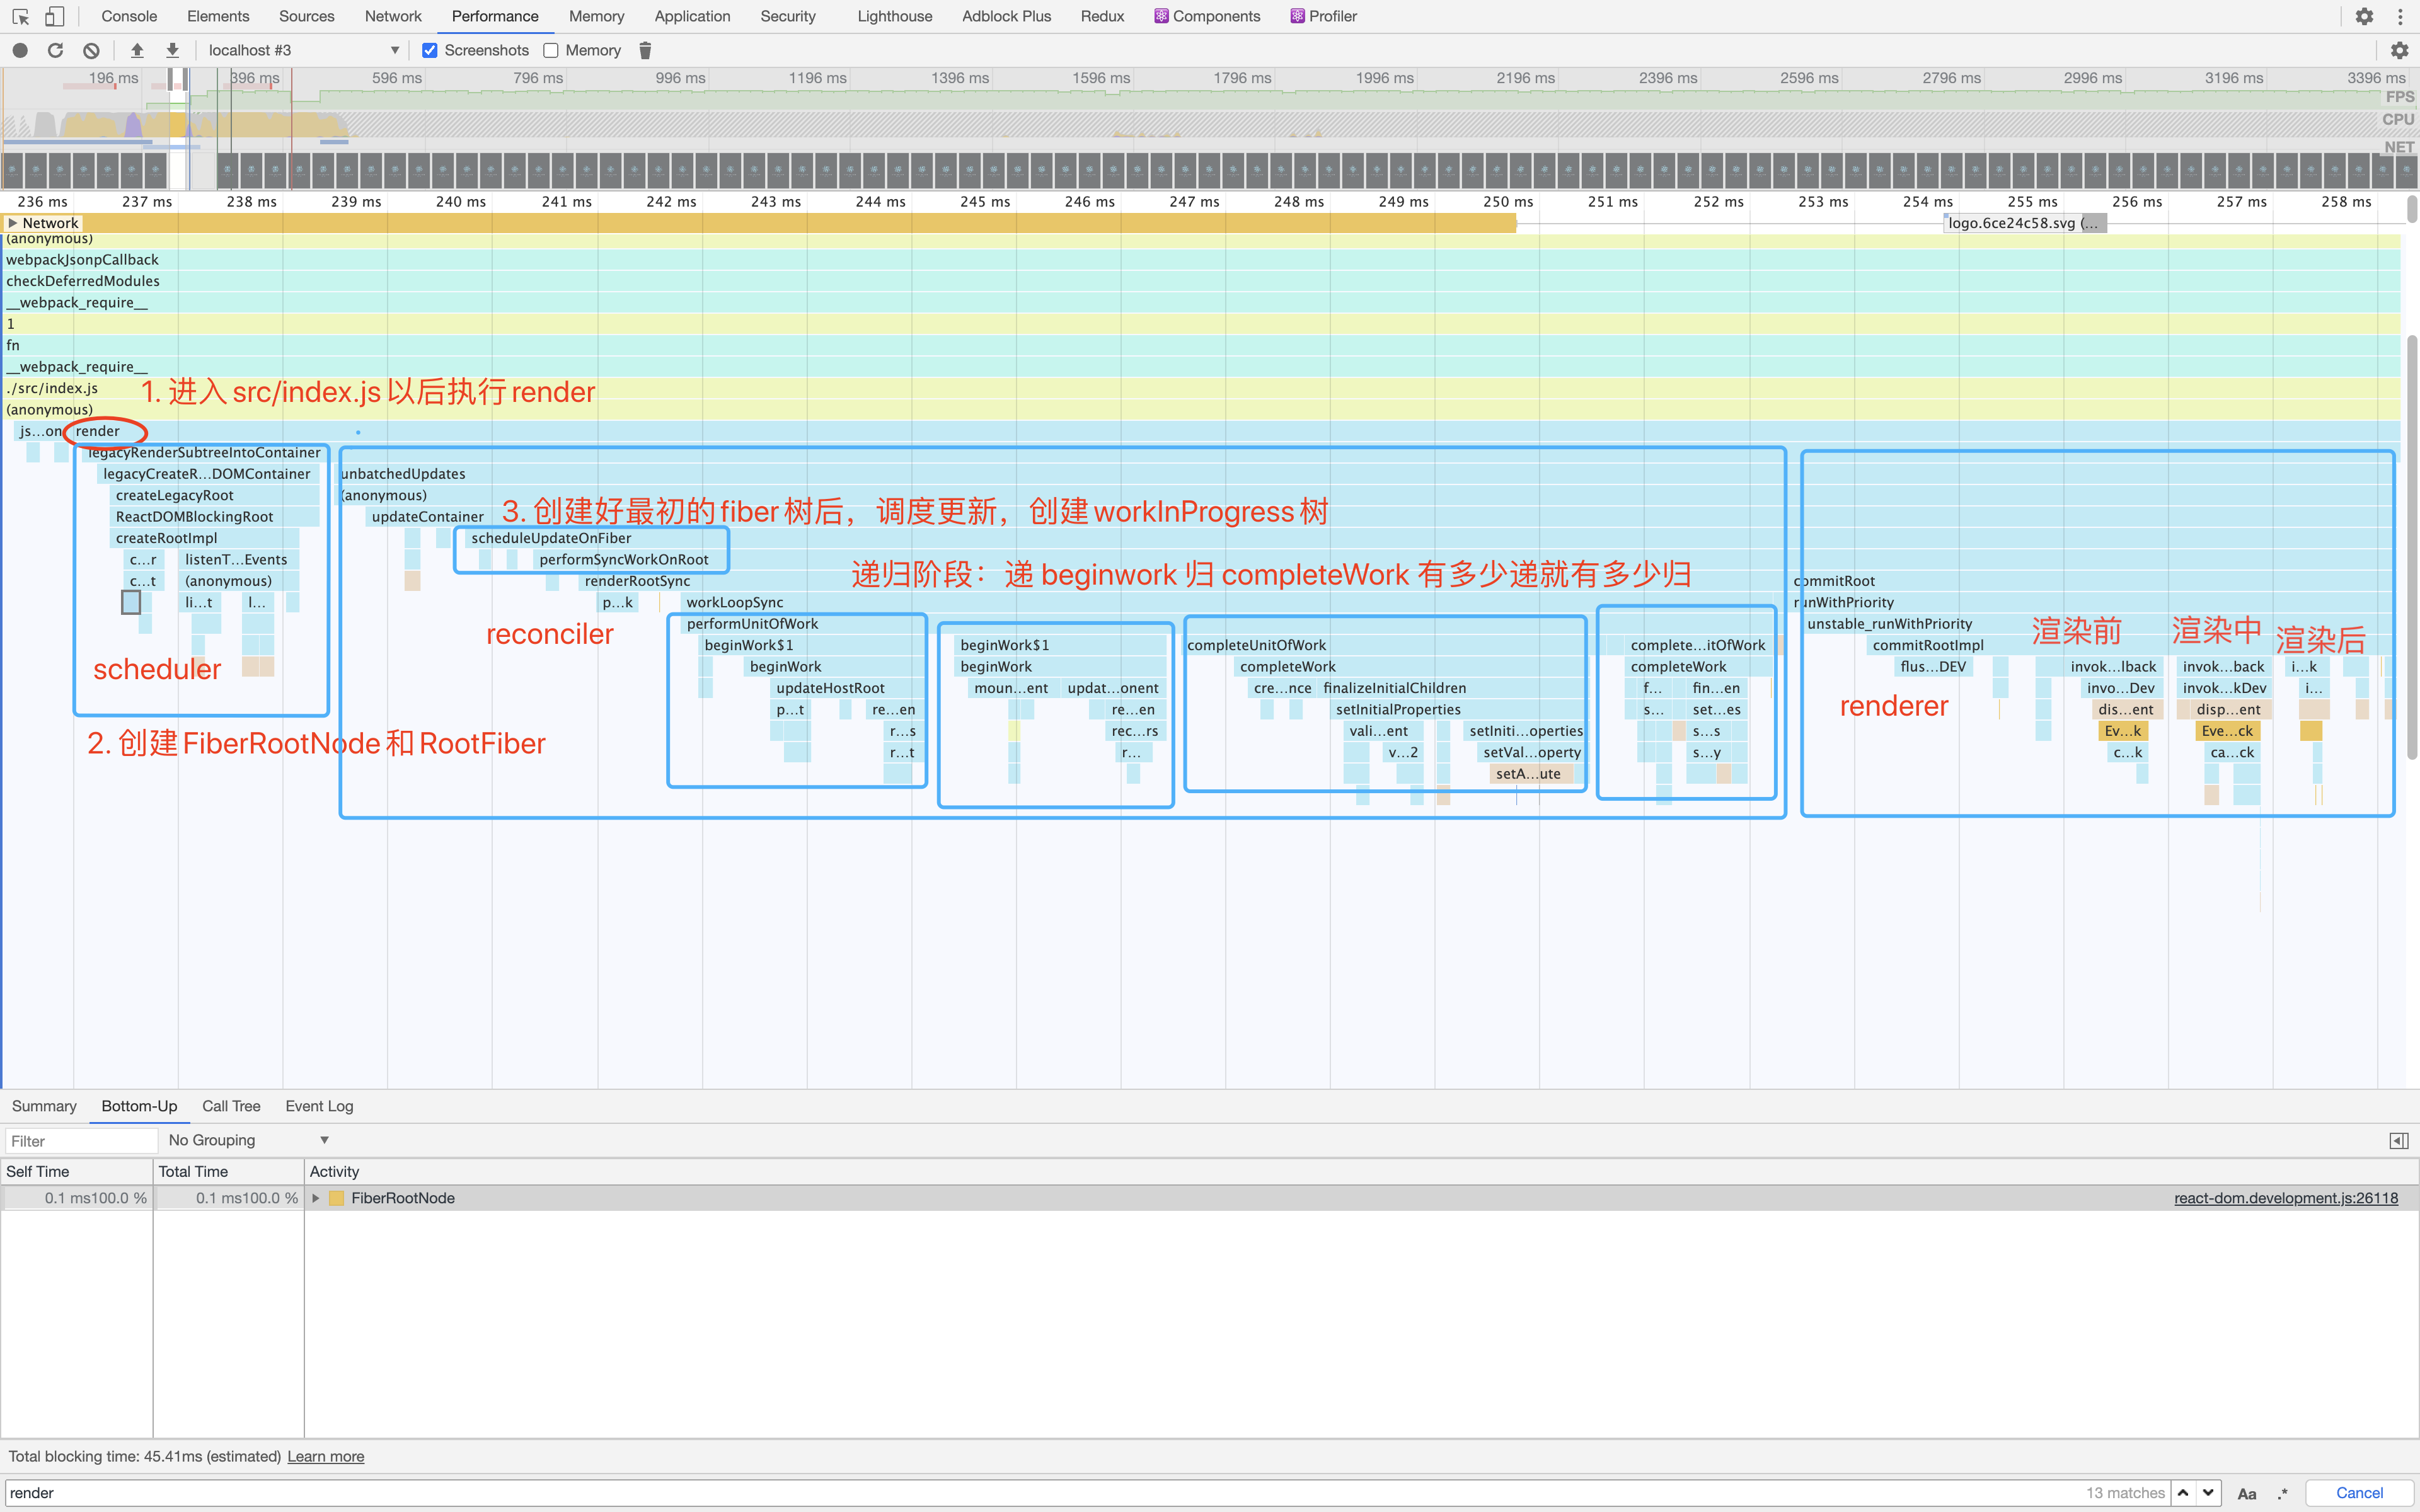 Console Elements Sources Network Performance Memory Application Security Lighthouse Adblock Plus Redux Components Profiler
localhost #3 Screenshots Memory
196 ms 396 ms 596 ms 796 ms 996 ms 1196 ms 1396 ms 1596 ms 1796 ms 1996 ms 2196 ms 2396 ms 2596 ms 2796 ms 2996 ms 3196 ms 3396 ms
FPS
CPU
NET
236 ms 237 ms 238 ms 239 ms 240 ms 241 ms 242 ms 243 ms 244 ms 245 ms 246 ms 247 ms 248 ms 249 ms 250 ms 251 ms 252 ms 253 ms 254 ms 255 ms 256 ms 257 ms 258 ms
Network logo.6ce24c58.svg (…
(anonymous)
webpackJsonpCallback
checkDeferredModules
__webpack_require__
1
fn
__webpack_require__
./src/index.js
1. 进入 src/index.js 以后执行 render
(anonymous)
js…on render
legacyRenderSubtreeIntoContainer
legacyCreateR…DOMContainer unbatchedUpdates
createLegacyRoot (anonymous)
ReactDOMBlockingRoot updateContainer
3. 创建好最初的 fiber 树后，调度更新，创建 workInProgress 树
createRootImpl scheduleUpdateOnFiber
c…r listenT…Events performSyncWorkOnRoot
递归阶段：递 beginwork 归 completeWork 有多少递就有多少归
c…t (anonymous) renderRootSync commitRoot
li…t l… p…k workLoopSync runWithPriority
performUnitOfWork unstable_runWithPriority
reconciler 渲染前 渲染中 渲染后
beginWork$1 beginWork$1 completeUnitOfWork complete…itOfWork commitRootImpl
scheduler
beginWork beginWork completeWork completeWork flus…DEV invok…lback invok…back i…k
updateHostRoot moun…ent updat…onent cre…nce finalizeInitialChildren f… fin…en invo…Dev invok…kDev i…
renderer
p…t re…en re…en setInitialProperties s… set…es dis…ent disp…ent
r…s rec…rs vali…ent setIniti…operties s…s Ev…k Eve…ck
2. 创建 FiberRootNode 和 RootFiber
r…t r… v…2 setVal…operty s…y c…k ca…ck
setA…ute
Summary Bottom-Up Call Tree Event Log
Filter No Grouping
Self Time Total Time Activity
0.1 ms 100.0 % 0.1 ms 100.0 % FiberRootNode react-dom.development.js:26118
Total blocking time: 45.41ms (estimated) Learn more
render 13 matches Aa .* Cancel